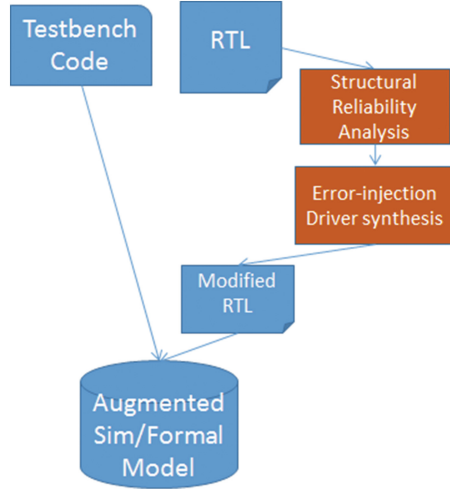 Testbench
Code
RTL
Structural
Reliability
Analysis
Error-injection
Driver synthesis
Modified
RTL
Augmented
Sim/Formal
Model